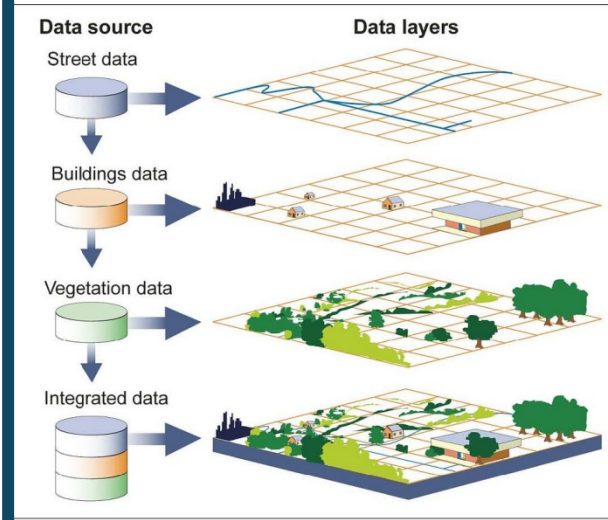 Data source
Data layers
Street data
Buildings data
Vegetation data
Integrated data